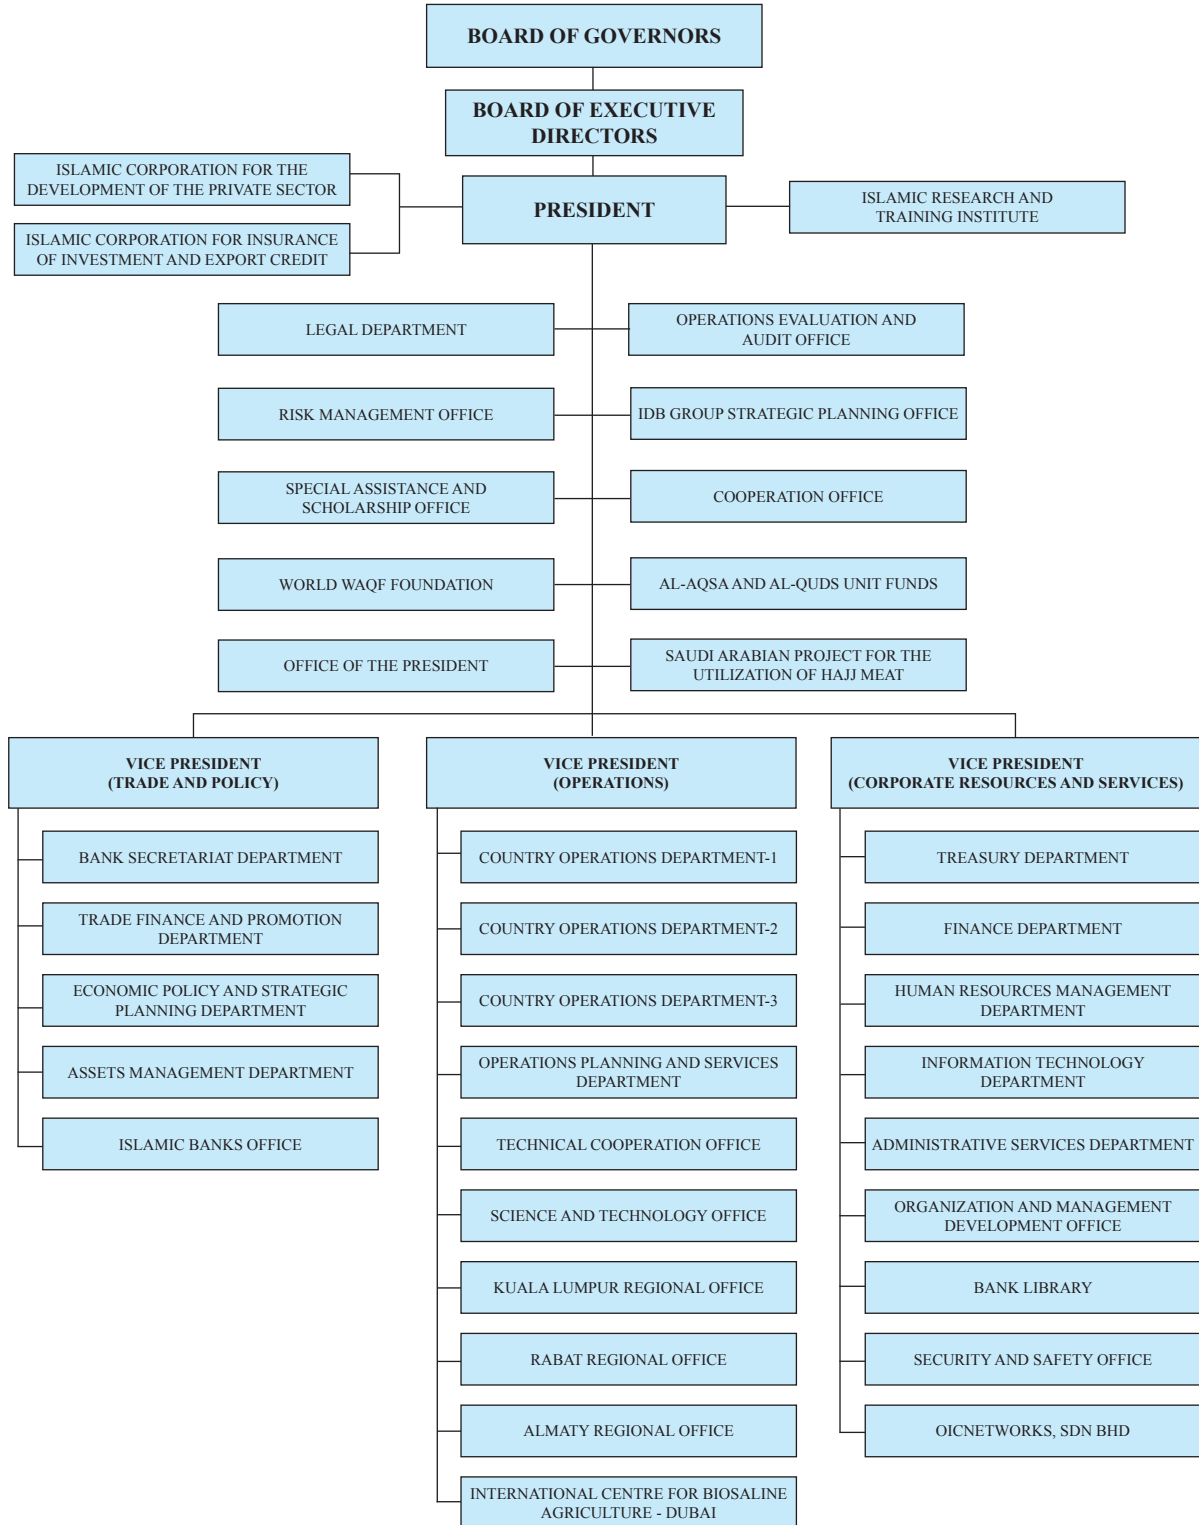 BOARD OF GOVERNORS
BOARD OF EXECUTIVE
DIRECTORS
ISLAMIC CORPORATION FOR THE
DEVELOPMENT OF THE PRIVATE SECTOR
PRESIDENT
ISLAMIC RESEARCH AND
TRAINING INSTITUTE
ISLAMIC CORPORATION FOR INSURANCE
OF INVESTMENT AND EXPORT CREDIT
LEGAL DEPARTMENT
OPERATIONS EVALUATION AND
AUDIT OFFICE
RISK MANAGEMENT OFFICE
IDB GROUP STRATEGIC PLANNING OFFICE
SPECIAL ASSISTANCE AND
SCHOLARSHIP OFFICE
COOPERATION OFFICE
WORLD WAQF FOUNDATION
AL-AQSA AND AL-QUDS UNIT FUNDS
OFFICE OF THE PRESIDENT
SAUDI ARABIAN PROJECT FOR THE
UTILIZATION OF HAJJ MEAT
VICE PRESIDENT
(TRADE AND POLICY)
BANK SECRETARIAT DEPARTMENT
TRADE FINANCE AND PROMOTION
DEPARTMENT
ECONOMIC POLICY AND STRATEGIC
PLANNING DEPARTMENT
ASSETS MANAGEMENT DEPARTMENT
ISLAMIC BANKS OFFICE
VICE PRESIDENT
(OPERATIONS)
COUNTRY OPERATIONS DEPARTMENT-1
COUNTRY OPERATIONS DEPARTMENT-2
COUNTRY OPERATIONS DEPARTMENT-3
OPERATIONS PLANNING AND SERVICES
DEPARTMENT
TECHNICAL COOPERATION OFFICE
SCIENCE AND TECHNOLOGY OFFICE
KUALA LUMPUR REGIONAL OFFICE
RABAT REGIONAL OFFICE
ALMATY REGIONAL OFFICE
INTERNATIONAL CENTRE FOR BIOSALINE
AGRICULTURE - DUBAI
VICE PRESIDENT
(CORPORATE RESOURCES AND SERVICES)
TREASURY DEPARTMENT
FINANCE DEPARTMENT
HUMAN RESOURCES MANAGEMENT
DEPARTMENT
INFORMATION TECHNOLOGY
DEPARTMENT
ADMINISTRATIVE SERVICES DEPARTMENT
ORGANIZATION AND MANAGEMENT
DEVELOPMENT OFFICE
BANK LIBRARY
SECURITY AND SAFETY OFFICE
OICNETWORKS, SDN BHD